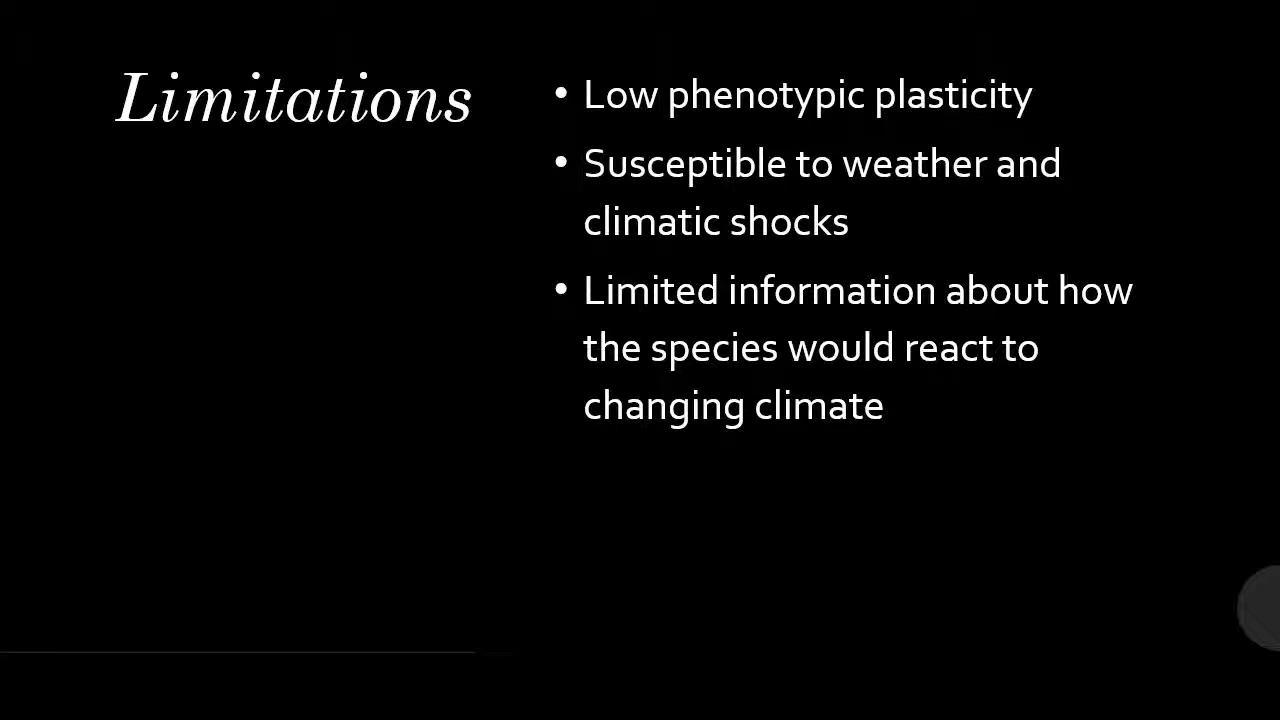 Limitations
• Low phenotypic plasticity
• Susceptible to weather and
climatic shocks
• Limited information about how
the species would react to
changing climate